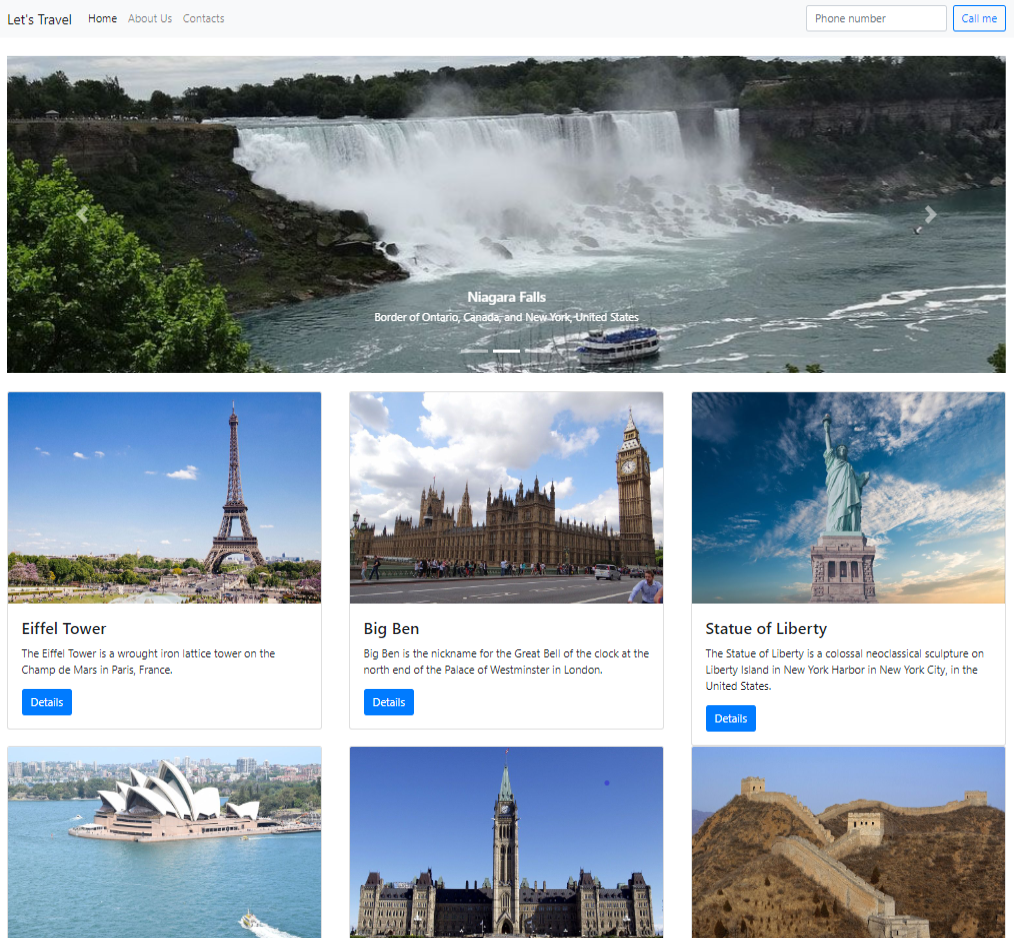 Let's Travel Home About Us Contacts Phone number Call me
Niagara Falls
Border of Ontario, Canada, and New York, United States
Eiffel Tower
The Eiffel Tower is a wrought iron lattice tower on the
Champ de Mars in Paris, France.
Details
Big Ben
Big Ben is the nickname for the Great Bell of the clock at the
north end of the Palace of Westminster in London.
Details
Statue of Liberty
The Statue of Liberty is a colossal neoclassical sculpture on
Liberty Island in New York Harbor in New York City, in the
United States.
Details